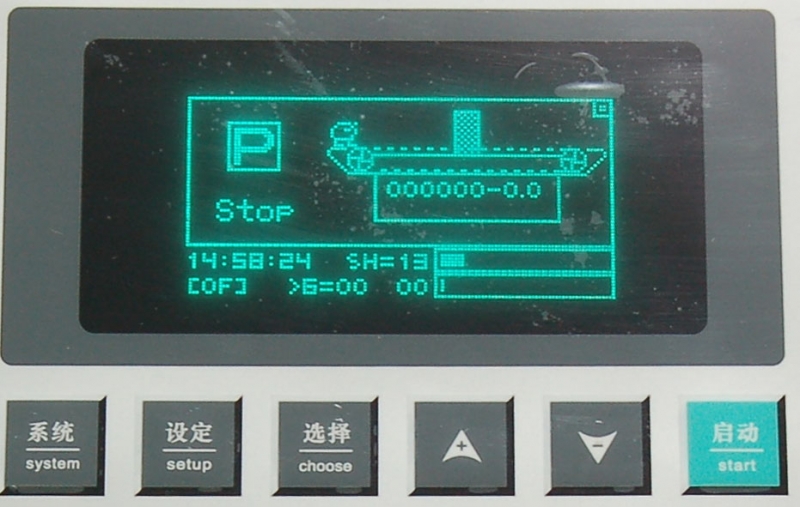 P
Stop
000000-0.0
14:58:24 SH=13
[OF] >6=00 00
系统
system
设定
setup
选择
choose
+
-
启动
start